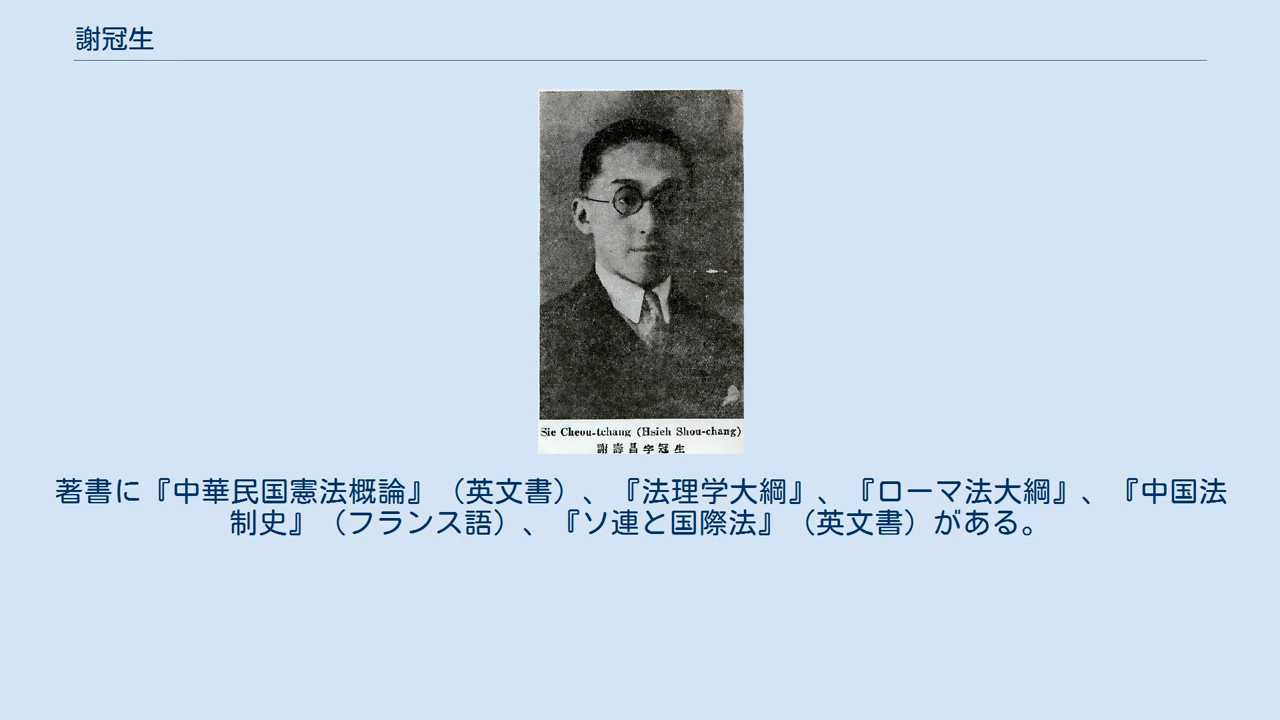 謝冠生
Sie Cheou-tchang (Hsieh Shou-chang)
謝壽昌字冠生
著書に『中華民国憲法概論』（英文書）、『法理学大綱』、『ローマ法大綱』、『中国法
制史』（フランス語）、『ソ連と国際法』（英文書）がある。